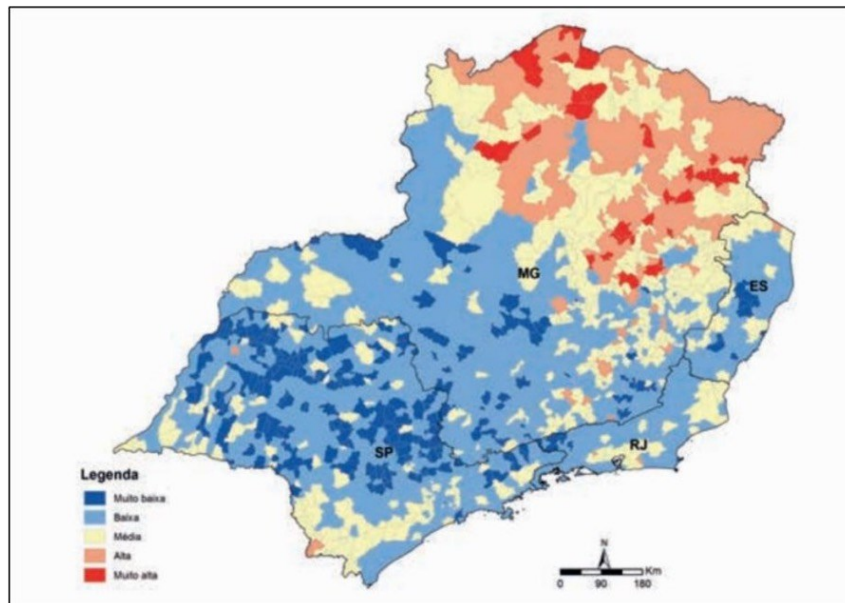 MG
ES
SP
RJ
Legenda
Muito baixa
Baixa
Média
Alta
Muito alta
N
Km
0 90 180